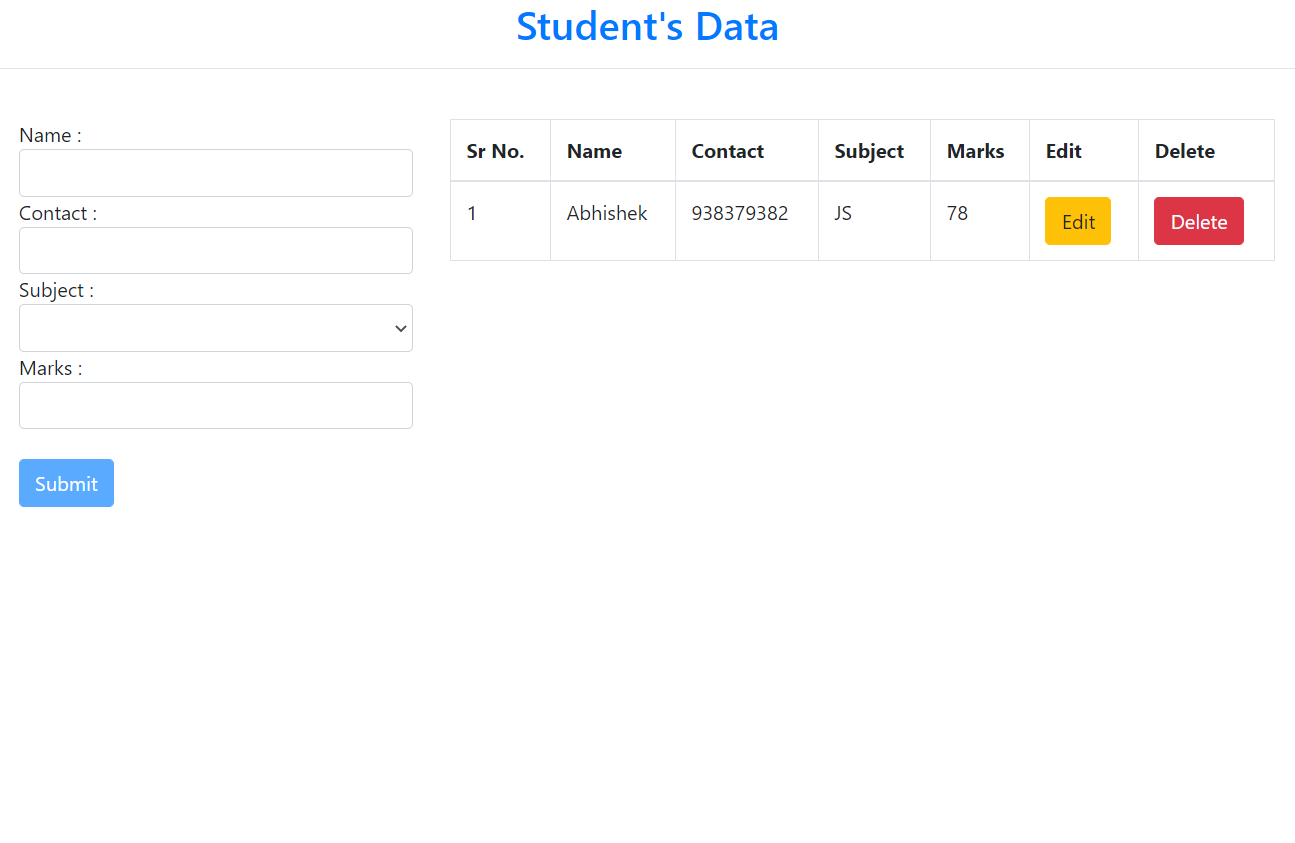 Student's Data
Name :
Contact :
Subject :
Marks :
Submit
Sr No. Name Contact Subject Marks Edit Delete
1 Abhishek 938379382 JS 78 Edit Delete